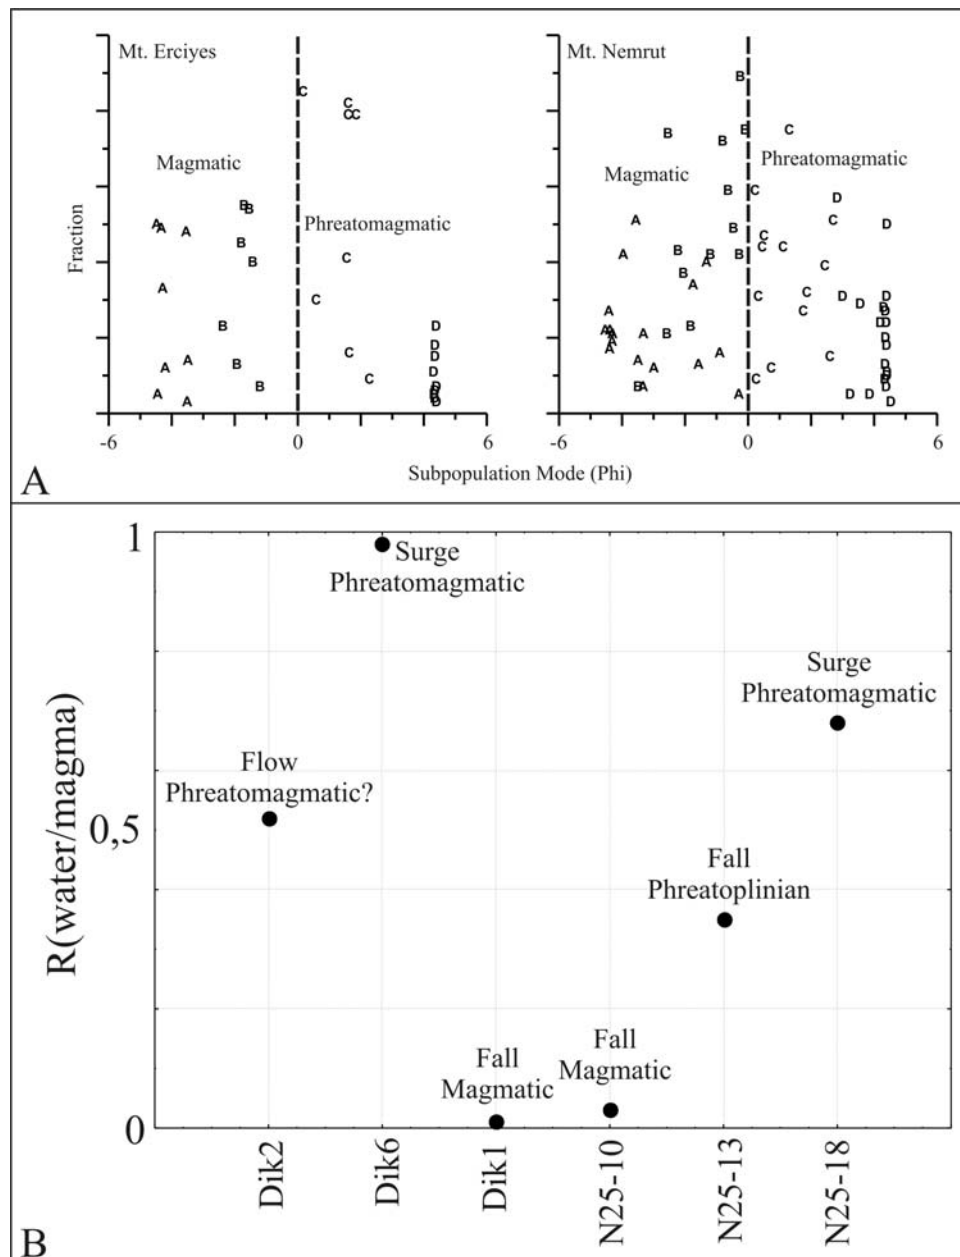 Mt. Erciyes
Mt. Nemrut
Magmatic
Phreatomagmatic
Magmatic
Phreatomagmatic
Fraction
-6
0
6
-6
0
6
Subpopulation Mode (Phi)
A
1
0,5
0
R(water/magma)
Surge
Phreatomagmatic
Surge
Phreatomagmatic
Flow
Phreatomagmatic?
Fall
Phreatoplinian
Fall
Magmatic
Fall
Magmatic
Dik2
Dik6
Dik1
N25-10
N25-13
N25-18
B